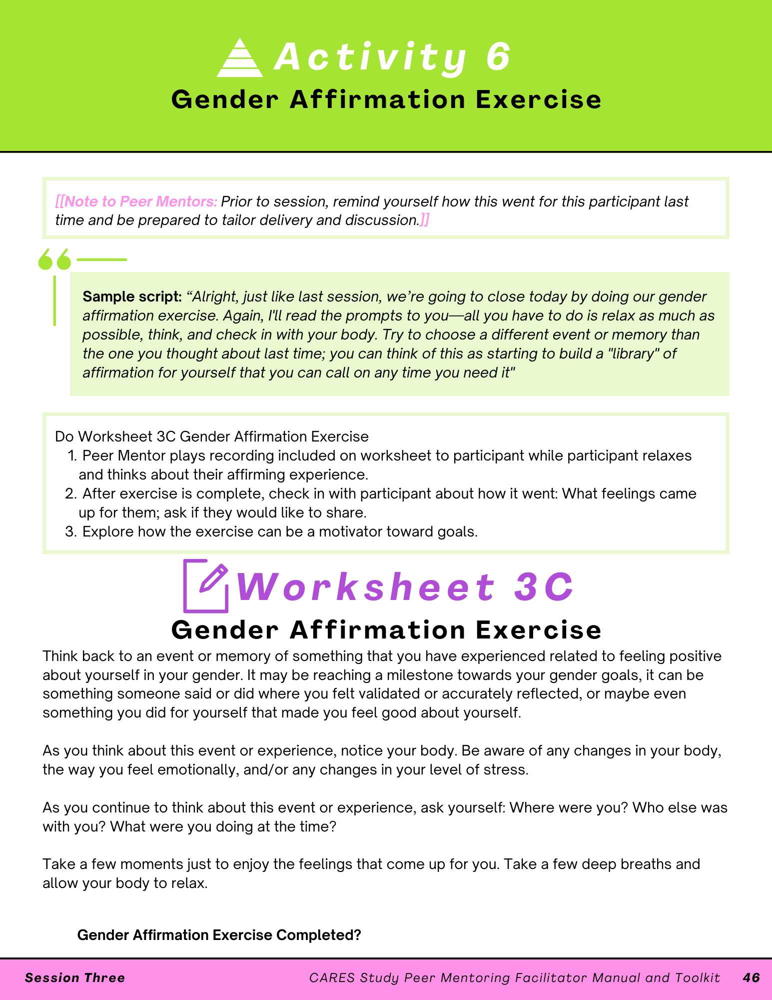 Activity 6
Gender Affirmation Exercise
[[Note to Peer Mentors: Prior to session, remind yourself how this went for this participant last
time and be prepared to tailor delivery and discussion.]]
Sample script: “Alright, just like last session, we’re going to close today by doing our gender
affirmation exercise. Again, I'll read the prompts to you—all you have to do is relax as much as
possible, think, and check in with your body. Try to choose a different event or memory than
the one you thought about last time; you can think of this as starting to build a "library" of
affirmation for yourself that you can call on any time you need it"
Do Worksheet 3C Gender Affirmation Exercise
1. Peer Mentor plays recording included on worksheet to participant while participant relaxes
and thinks about their affirming experience.
2. After exercise is complete, check in with participant about how it went: What feelings came
up for them; ask if they would like to share.
3. Explore how the exercise can be a motivator toward goals.
Worksheet 3C
Gender Affirmation Exercise
Think back to an event or memory of something that you have experienced related to feeling positive
about yourself in your gender. It may be reaching a milestone towards your gender goals, it can be
something someone said or did where you felt validated or accurately reflected, or maybe even
something you did for yourself that made you feel good about yourself.
As you think about this event or experience, notice your body. Be aware of any changes in your body,
the way you feel emotionally, and/or any changes in your level of stress.
As you continue to think about this event or experience, ask yourself: Where were you? Who else was
with you? What were you doing at the time?
Take a few moments just to enjoy the feelings that come up for you. Take a few deep breaths and
allow your body to relax.
Gender Affirmation Exercise Completed?
Session Three CARES Study Peer Mentoring Facilitator Manual and Toolkit 46